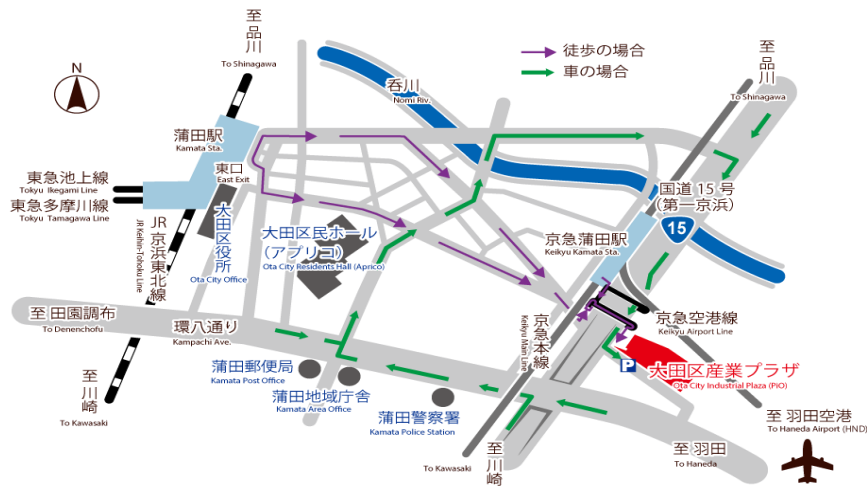 至
品
川
To Shinagawa
徒歩の場合
車の場合
至
品
川
To Shinagawa
N
呑川
Nomi Riv.
蒲田駅
Kamata Sta.
東口
East Exit
東急池上線
Tokyu Ikegami Line
東急多摩川線
Tokyu Tamagawa Line
国道 15 号
（第一京浜）
15
大田区役所
Ota City Office
大田区民ホール
（アプリコ）
Ota City Residents Hall (Aprico)
京急蒲田駅
Keikyu Kamata Sta.
JR 京浜東北線
JR Keihin-Tohoku Line
至 田園調布
To Denenchofu
環八通り
Kampachi Ave.
京急本線
Keikyu Main Line
京急空港線
Keikyu Airport Line
蒲田郵便局
Kamata Post Office
P
大田区産業プラザ
Ota City Industrial Plaza (PiO)
蒲田地域庁舎
Kamata Area Office
至
川
崎
To Kawasaki
蒲田警察署
Kamata Police Station
至 羽田空港
To Haneda Airport (HND)
至
川
崎
To Kawasaki
至 羽田
To Haneda